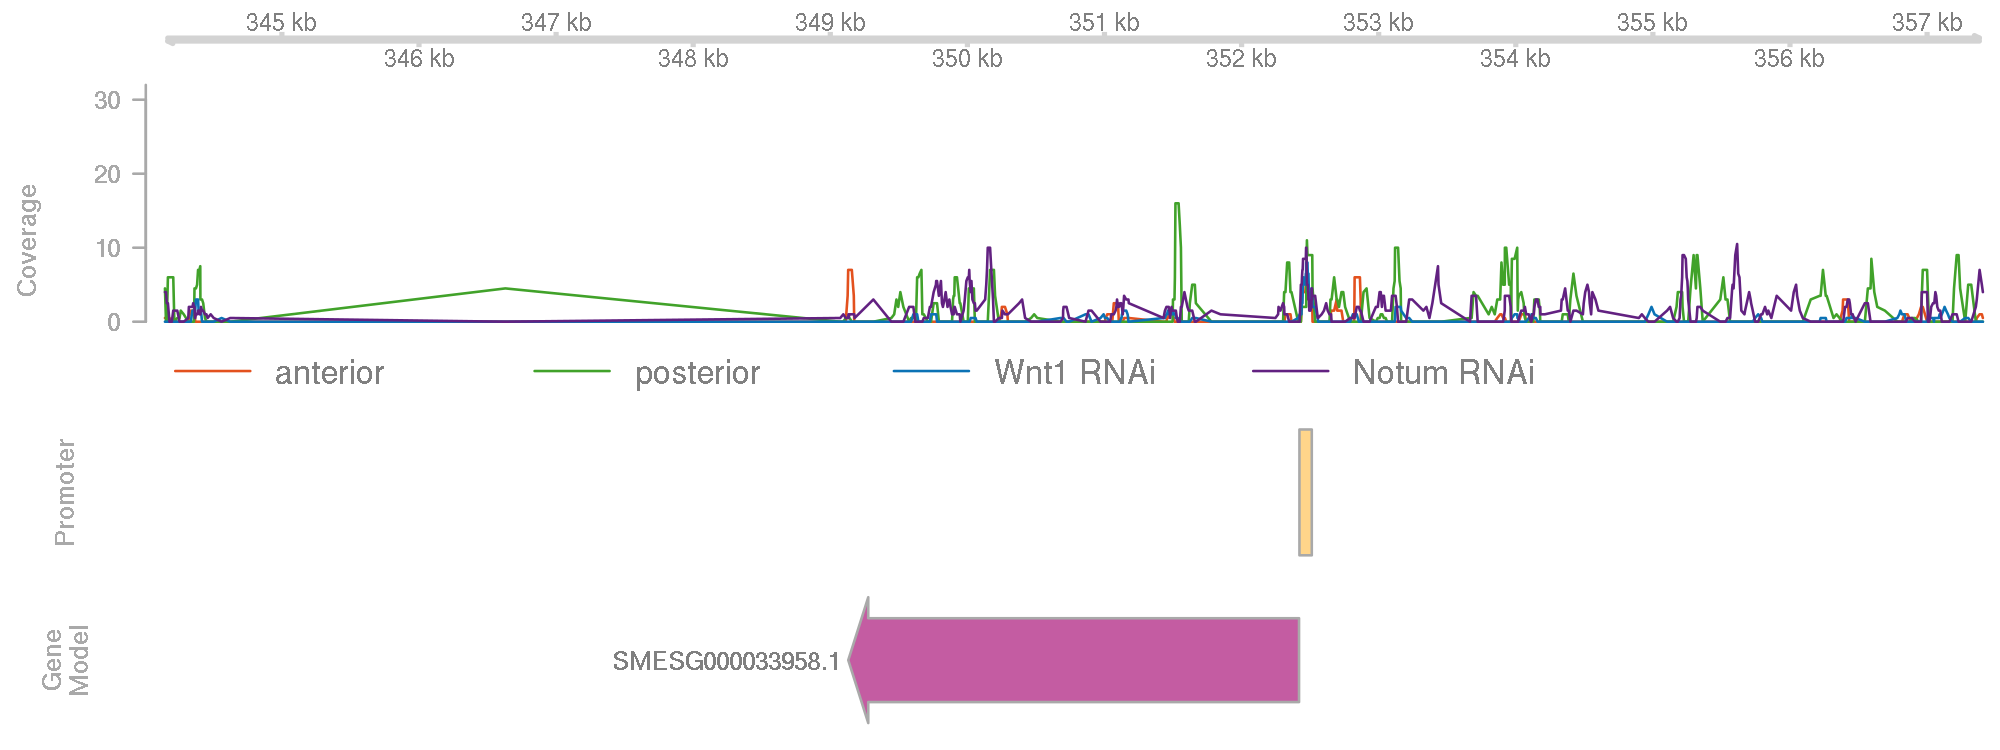 345 kb 347 kb 349 kb 351 kb 353 kb 355 kb 357 kb
346 kb 348 kb 350 kb 352 kb 354 kb 356 kb
Coverage
30
20
10
0
anterior posterior Wnt1 RNAi Notum RNAi
Promoter
Gene
Model
SMESG000033958.1